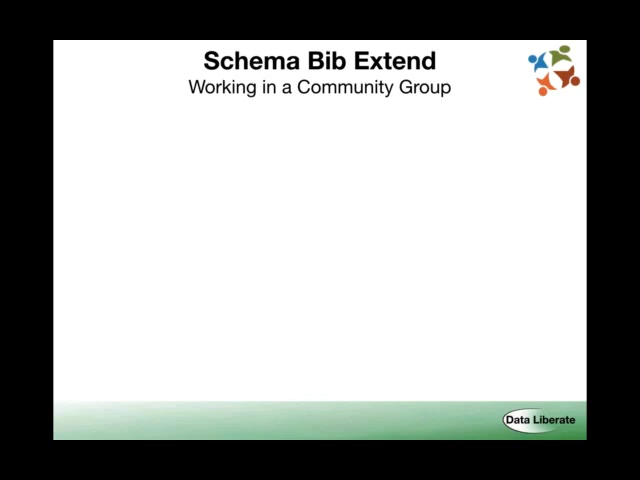 Schema Bib Extend
Working in a Community Group
Data Liberate